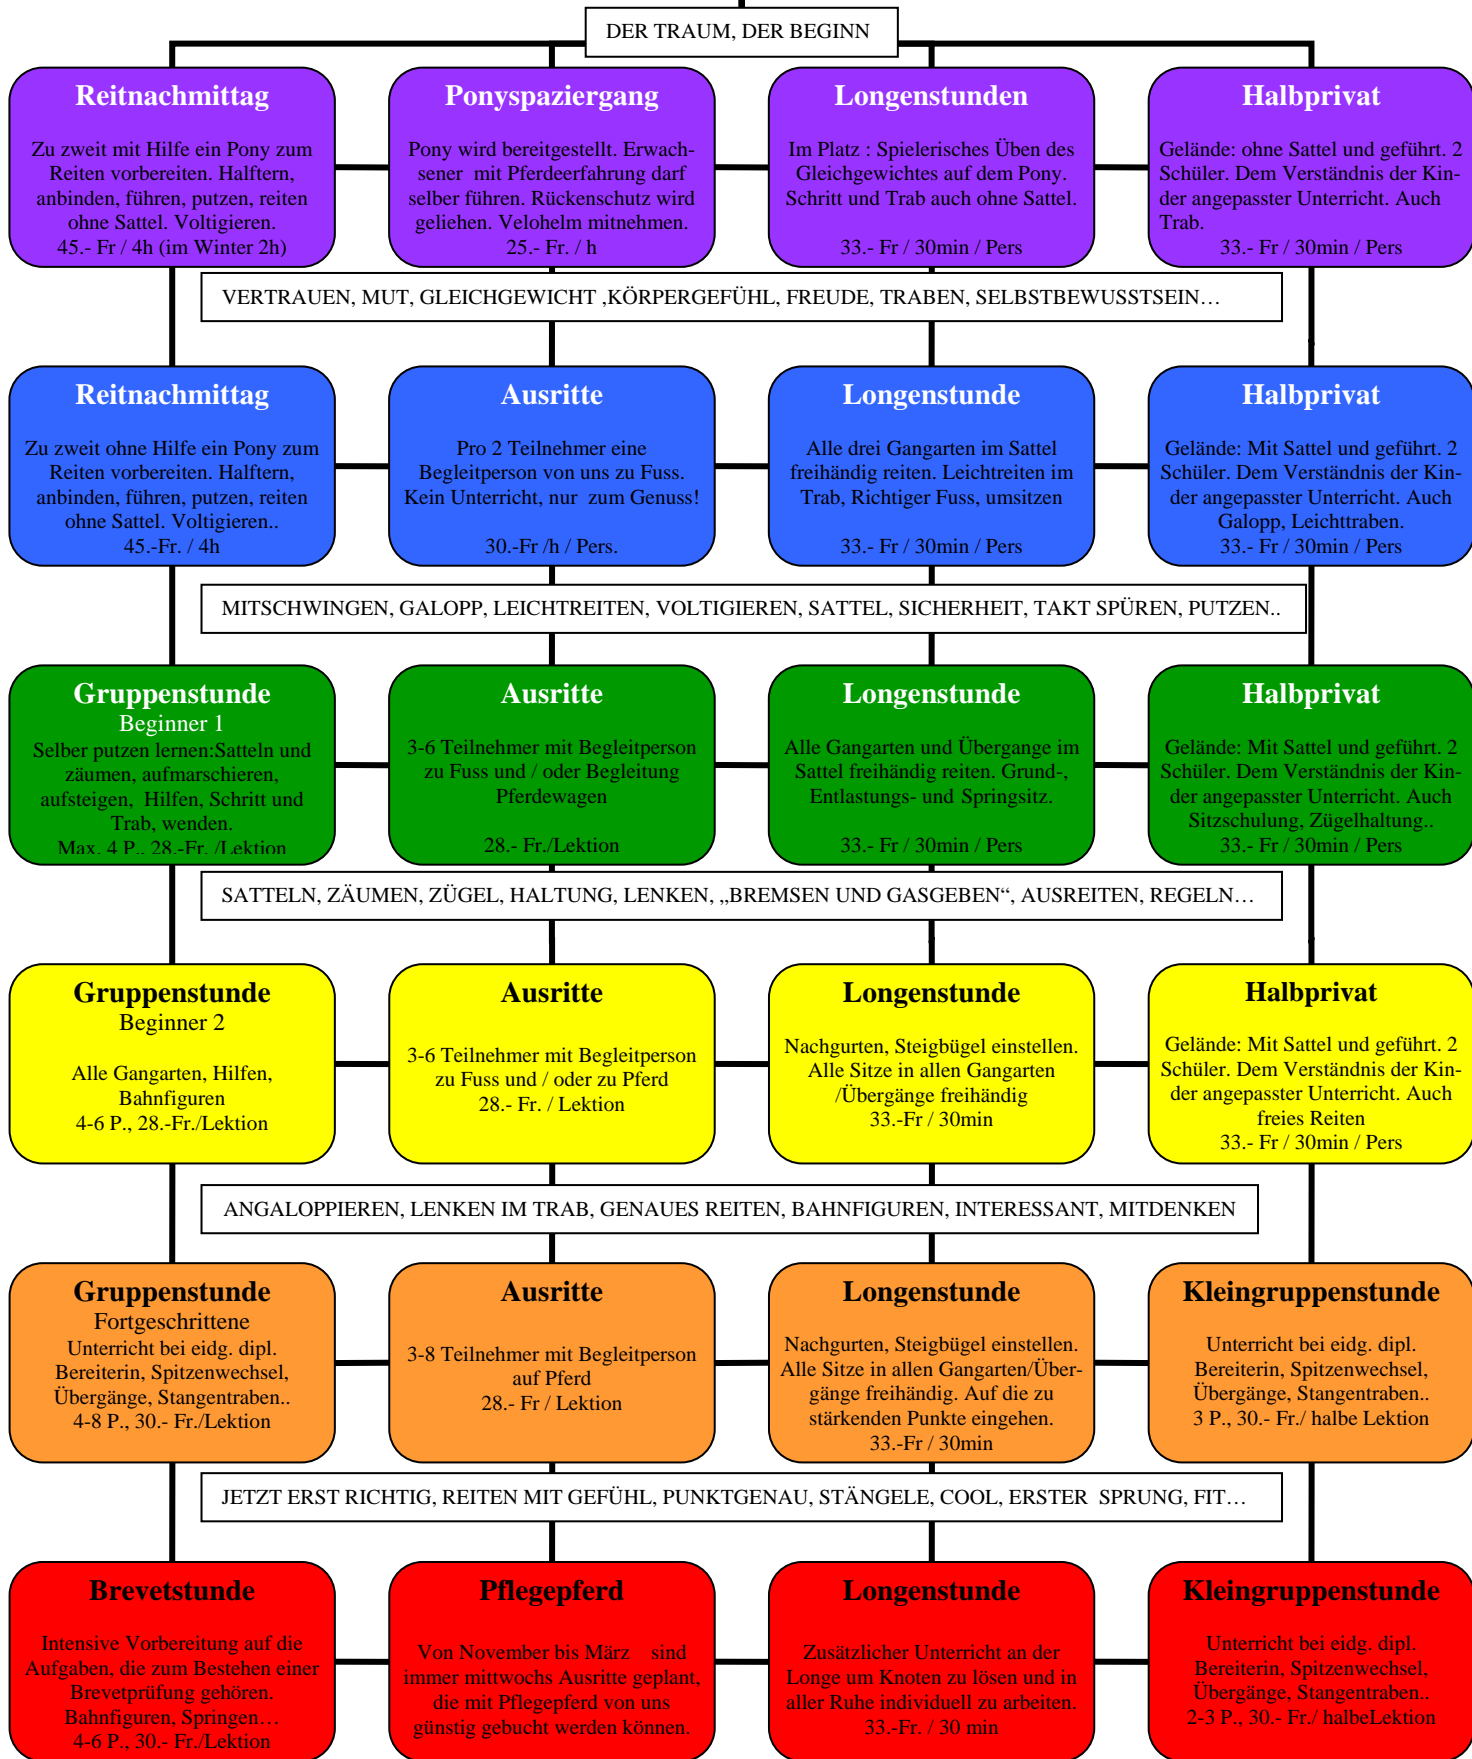 DER TRAUM, DER BEGINN
Reitnachmittag
Zu zweit mit Hilfe ein Pony zum
Reiten vorbereiten. Halftern,
anbinden, führen, putzen, reiten
ohne Sattel. Voltigieren.
45.- Fr / 4h (im Winter 2h)
Ponyspaziergang
Pony wird bereitgestellt. Erwach-
sener mit Pferdeerfahrung darf
selber führen. Rückenschutz wird
geliehen. Velohelm mitnehmen.
25.- Fr. / h
Longenstunden
Im Platz : Spielerisches Üben des
Gleichgewichtes auf dem Pony.
Schritt und Trab auch ohne Sattel.
33.- Fr / 30min / Pers
Halbprivat
Gelände: ohne Sattel und geführt. 2
Schüler. Dem Verständnis der Kin-
der angepasster Unterricht. Auch
Trab.
33.- Fr / 30min / Pers
VERTRAUEN, MUT, GLEICHGEWICHT ,KÖRPERGEFÜHL, FREUDE, TRABEN, SELBSTBEWUSSTSEIN…
Reitnachmittag
Zu zweit ohne Hilfe ein Pony zum
Reiten vorbereiten. Halftern,
anbinden, führen, putzen, reiten
ohne Sattel. Voltigieren..
45.-Fr. / 4h
Ausritte
Pro 2 Teilnehmer eine
Begleitperson von uns zu Fuss.
Kein Unterricht, nur zum Genuss!
30.-Fr /h / Pers.
Longenstunde
Alle drei Gangarten im Sattel
freihändig reiten. Leichtreiten im
Trab, Richtiger Fuss, umsitzen
33.- Fr / 30min / Pers
Halbprivat
Gelände: Mit Sattel und geführt. 2
Schüler. Dem Verständnis der Kin-
der angepasster Unterricht. Auch
Galopp, Leichttraben.
33.- Fr / 30min / Pers
MITSCHWINGEN, GALOPP, LEICHTREITEN, VOLTIGIEREN, SATTEL, SICHERHEIT, TAKT SPÜREN, PUTZEN..
Gruppenstunde
Beginner 1
Selber putzen lernen:Satteln und
zäumen, aufmarschieren,
aufsteigen, Hilfen, Schritt und
Trab, wenden.
Max. 4 P., 28.-Fr. /Lektion
Ausritte
3-6 Teilnehmer mit Begleitperson
zu Fuss und / oder Begleitung
Pferdewagen
28.- Fr./Lektion
Longenstunde
Alle Gangarten und Übergange im
Sattel freihändig reiten. Grund-,
Entlastungs- und Springsitz.
33.- Fr / 30min / Pers
Halbprivat
Gelände: Mit Sattel und geführt. 2
Schüler. Dem Verständnis der Kin-
der angepasster Unterricht. Auch
Sitzschulung, Zügelhaltung..
33.- Fr / 30min / Pers
SATTELN, ZÄUMEN, ZÜGEL, HALTUNG, LENKEN, „BREMSEN UND GASGEBEN“, AUSREITEN, REGELN…
Gruppenstunde
Beginner 2
Alle Gangarten, Hilfen,
Bahnfiguren
4-6 P., 28.-Fr./Lektion
Ausritte
3-6 Teilnehmer mit Begleitperson
zu Fuss und / oder zu Pferd
28.- Fr. / Lektion
Longenstunde
Nachgurten, Steigbügel einstellen.
Alle Sitze in allen Gangarten
/Übergänge freihändig
33.-Fr / 30min
Halbprivat
Gelände: Mit Sattel und geführt. 2
Schüler. Dem Verständnis der Kin-
der angepasster Unterricht. Auch
freies Reiten
33.- Fr / 30min / Pers
ANGALOPPIEREN, LENKEN IM TRAB, GENAUES REITEN, BAHNFIGUREN, INTERESSANT, MITDENKEN
Gruppenstunde
Fortgeschrittene
Unterricht bei eidg. dipl.
Bereiterin, Spitzenwechsel,
Übergänge, Stangentraben..
4-8 P., 30.- Fr./Lektion
Ausritte
3-8 Teilnehmer mit Begleitperson
auf Pferd
28.- Fr / Lektion
Longenstunde
Nachgurten, Steigbügel einstellen.
Alle Sitze in allen Gangarten/Über-
gänge freihändig. Auf die zu
stärkenden Punkte eingehen.
33.-Fr / 30min
Kleingruppenstunde
Unterricht bei eidg. dipl.
Bereiterin, Spitzenwechsel,
Übergänge, Stangentraben..
3 P., 30.- Fr./ halbe Lektion
JETZT ERST RICHTIG, REITEN MIT GEFÜHL, PUNKTGENAU, STÄNGELE, COOL, ERSTER SPRUNG, FIT…
Brevetstunde
Intensive Vorbereitung auf die
Aufgaben, die zum Bestehen einer
Brevetprüfung gehören.
Bahnfiguren, Springen…
4-6 P., 30.- Fr./Lektion
Pflegepferd
Von November bis März sind
immer mittwochs Ausritte geplant,
die mit Pflegepferd von uns
günstig gebucht werden können.
Longenstunde
Zusätzlicher Unterricht an der
Longe um Knoten zu lösen und in
aller Ruhe individuell zu arbeiten.
33.-Fr. / 30 min
Kleingruppenstunde
Unterricht bei eidg. dipl.
Bereiterin, Spitzenwechsel,
Übergänge, Stangentraben..
2-3 P., 30.- Fr./ halbeLektion